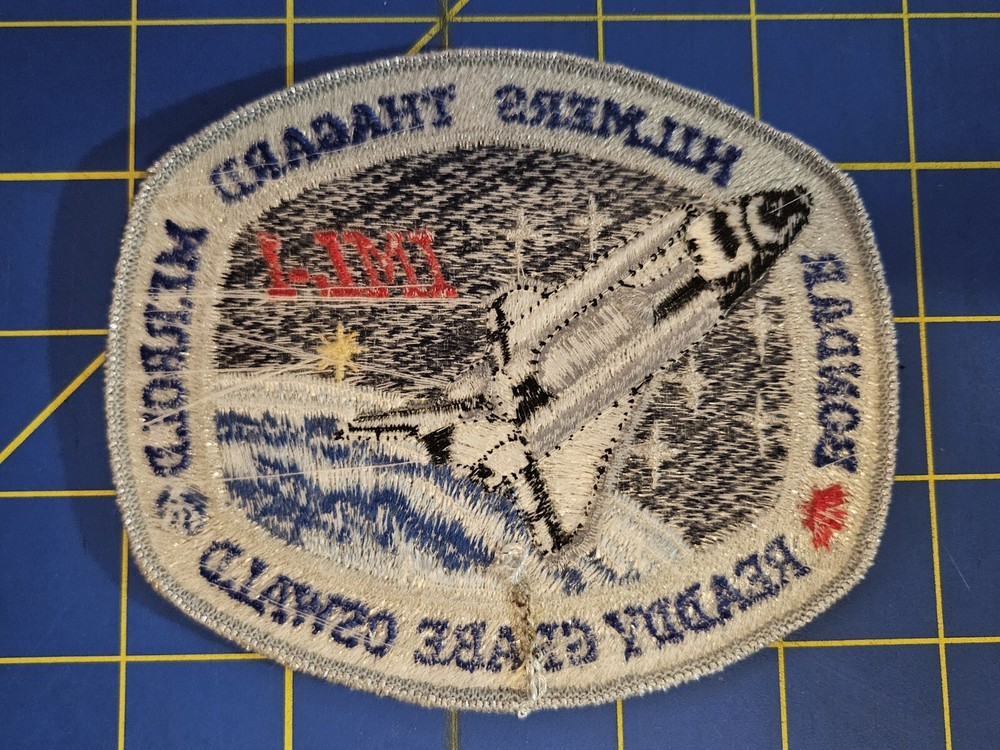 HILMERS THAGARD
MERBOLD
IML-1
BONDAR
READDY GRABE OSWALD